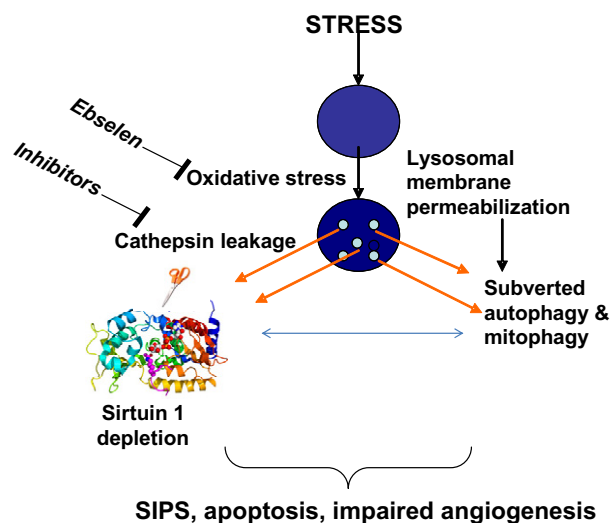 STRESS
Ebselen
Inhibitors
Oxidative stress
Lysosomal
membrane
permeabilization
Cathepsin leakage
Subverted
autophagy &
mitophagy
Sirtuin 1
depletion
SIPS, apoptosis, impaired angiogenesis